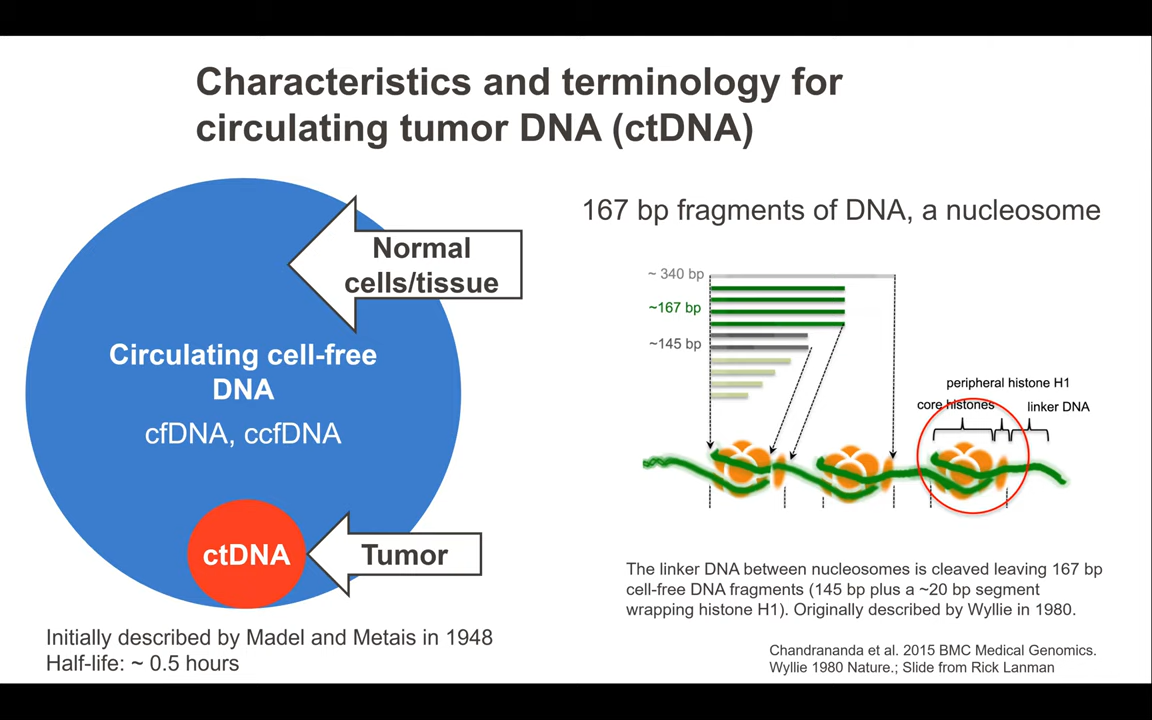 Characteristics and terminology for
circulating tumor DNA (ctDNA)
Normal
cells/tissue
Circulating cell-free
DNA
cfDNA, ccfDNA
ctDNA
Tumor
Initially described by Madel and Metais in 1948
Half-life: ~ 0.5 hours
167 bp fragments of DNA, a nucleosome
~ 340 bp
~167 bp
~145 bp
peripheral histone H1
core histones
linker DNA
The linker DNA between nucleosomes is cleaved leaving 167 bp
cell-free DNA fragments (145 bp plus a ~20 bp segment
wrapping histone H1). Originally described by Wyllie in 1980.
Chandrananda et al. 2015 BMC Medical Genomics.
Wyllie 1980 Nature.; Slide from Rick Lanman